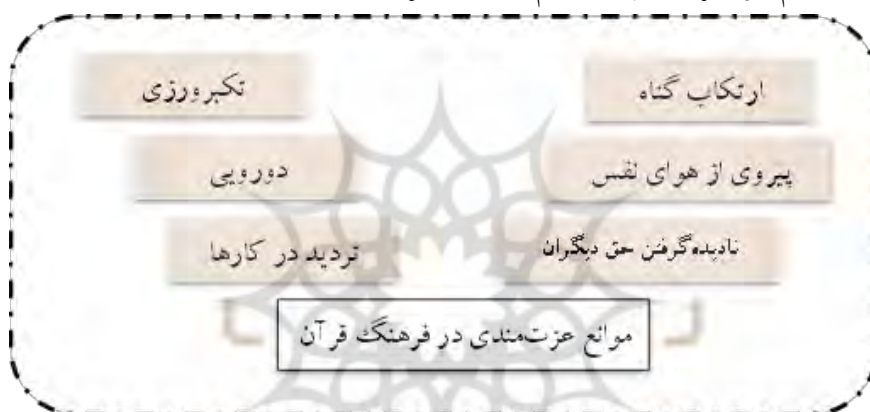 ارتکاب گناه
تکبرورزی
پیروی از هوای نفس
دورویی
نادیده‌گرفتن حق دیگران
تردید در کارها
موانع عزت‌مندی در فرهنگ قرآن